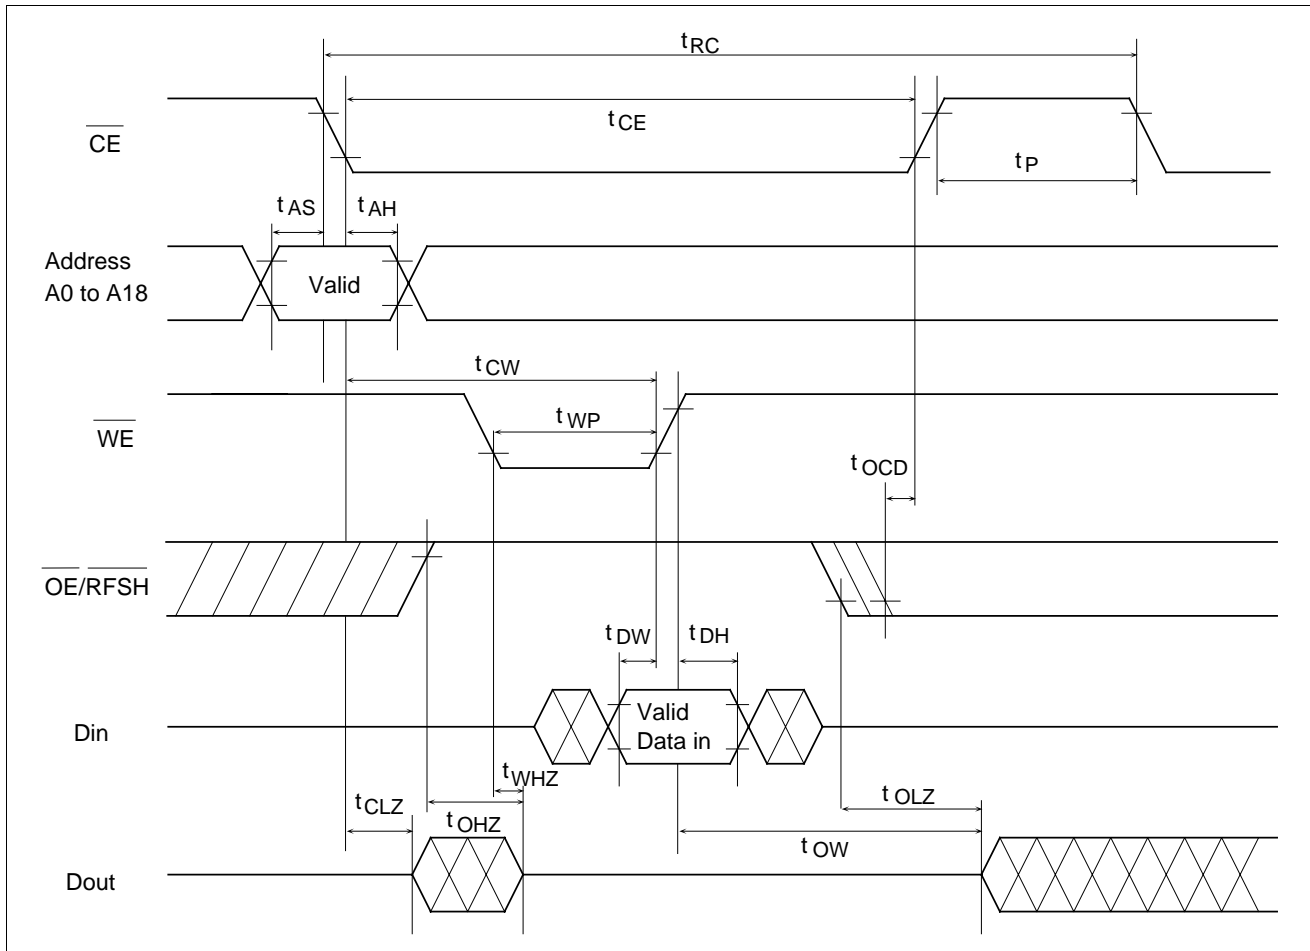 tRC
tCE
CE
tP
tAS
tAH
Address
A0 to A18
Valid
tCW
WE
tWP
tOCD
OE/RFSH
tDW
tDH
Din
Valid
Data in
tWHZ
tCLZ
tOHZ
tOLZ
tOW
Dout